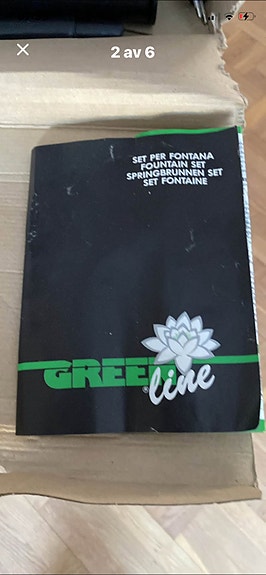 2 av 6
SET PER FONTANA
FOUNTAIN SET
SPRINGBRUNNEN SET
SET FONTAINE
GREEN
line